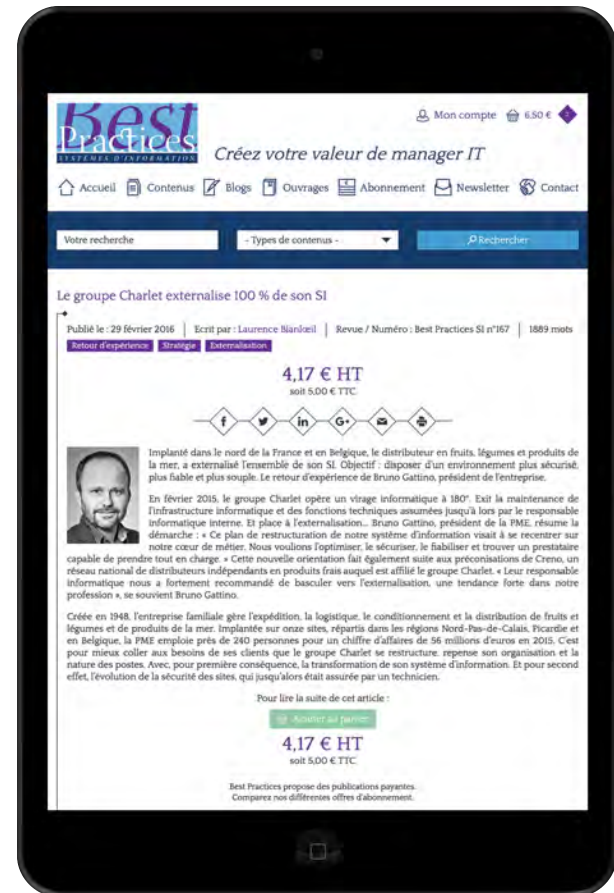 Best
Practices
SYSTÈMES D'INFORMATION
Créez votre valeur de manager IT
Mon compte 6.50 € 2
Accueil Contenus Blogs Ouvrages Abonnement Newsletter Contact
Votre recherche - Types de contenus - Rechercher
Le groupe Charlet externalise 100 % de son SI
Publié le : 29 février 2016 | Ecrit par : Laurence Bianlœil | Revue / Numéro : Best Practices SI n°167 | 1889 mots
Retour d'expérience Stratégie Externalisation
4,17 € HT
soit 5,00 € TTC
f in G+
Implanté dans le nord de la France et en Belgique, le distributeur en fruits, légumes et produits de
la mer, a externalisé l'ensemble de son SI. Objectif : disposer d'un environnement plus sécurisé,
plus fiable et plus souple. Le retour d'expérience de Bruno Gattino, président de l'entreprise.
En février 2015, le groupe Charlet opère un virage informatique à 180°. Exit la maintenance de
l'infrastructure informatique et des fonctions techniques assumées jusqu'à lors par le responsable
informatique interne. Et place à l'externalisation... Bruno Gattino, président de la PME, résume la
démarche : « Ce plan de restructuration de notre système d'information visait à se recentrer sur
notre cœur de métier. Nous voulions l'optimiser, le sécuriser, le fiabiliser et trouver un prestataire
capable de prendre tout en charge. » Cette nouvelle orientation fait également suite aux préconisations de Creno, un
réseau national de distributeurs indépendants en produits frais auquel est affilié le groupe Charlet. « Leur responsable
informatique nous a fortement recommandé de basculer vers l'externalisation, une tendance forte dans notre
profession », se souvient Bruno Gattino.
Créée en 1948, l'entreprise familiale gère l'expédition, la logistique, le conditionnement et la distribution de fruits et
légumes et de produits de la mer. Implantée sur onze sites, répartis dans les régions Nord-Pas-de-Calais, Picardie et
en Belgique, la PME emploie près de 240 personnes pour un chiffre d'affaires de 56 millions d'euros en 2015. C'est
pour mieux coller aux besoins de ses clients que le groupe Charlet se restructure, repense son organisation et la
nature des postes. Avec, pour première conséquence, la transformation de son système d'information. Et pour second
effet, l'évolution de la sécurité des sites, qui jusqu'alors était assurée par un technicien.
Pour lire la suite de cet article :
Ajouter au panier
4,17 € HT
soit 5,00 € TTC
Best Practices propose des publications payantes.
Comparez nos différentes offres d'abonnement.